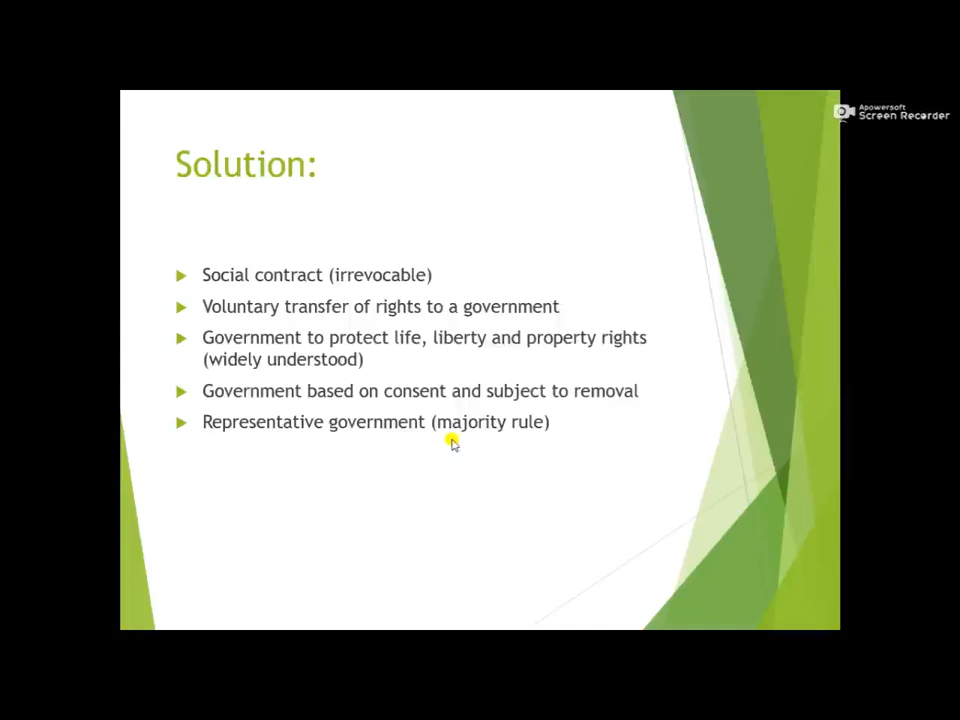 Apowersoft
Screen Recorder
Solution:
Social contract (irrevocable)
Voluntary transfer of rights to a government
Government to protect life, liberty and property rights
(widely understood)
Government based on consent and subject to removal
Representative government (majority rule)